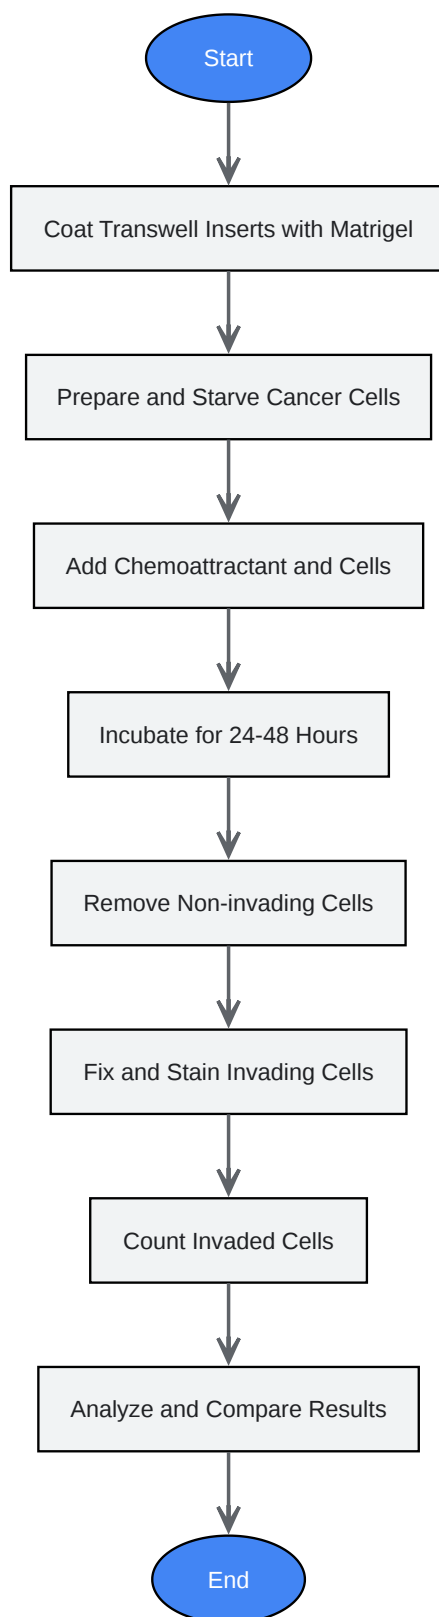 Start
Coat Transwell Inserts with Matrigel
Prepare and Starve Cancer Cells
Add Chemoattractant and Cells
Incubate for 24-48 Hours
Remove Non-invading Cells
Fix and Stain Invading Cells
Count Invaded Cells
Analyze and Compare Results
End